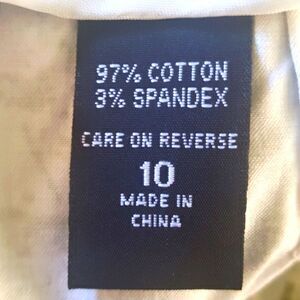 97% COTTON
3% SPANDEX
CARE ON REVERSE
10
MADE IN
CHINA